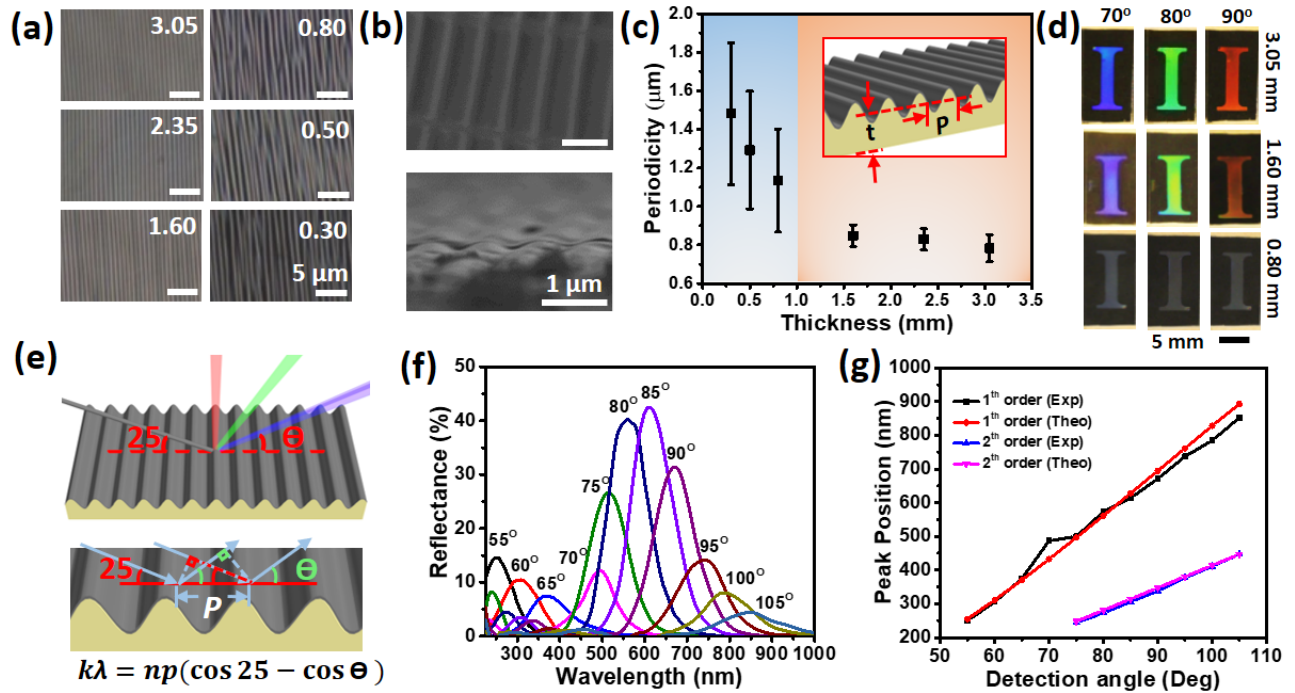 (a)
3.05
0.80
2.35
0.50
1.60
0.30
5 μm
(b)
1 μm
(c)
2.0
1.8
1.6
1.4
1.2
1.0
0.8
0.6
Periodicity (μm)
t
P
0.0 0.5 1.0 1.5 2.0 2.5 3.0 3.5
Thickness (mm)
(d)
70° 80° 90°
3.05 mm
1.60 mm
0.80 mm
5 mm
(e)
25
Θ
25
Θ
P
kλ = np(cos 25 − cos Θ)
(f)
50
40
30
20
10
0
Reflectance (%)
55°
60°
65°
70°
75°
80°
85°
90°
95°
100°
105°
300 400 500 600 700 800 900 1000
Wavelength (nm)
(g)
1000
900
800
700
600
500
400
300
200
Peak Position (nm)
1th order (Exp)
1th order (Theo)
2th order (Exp)
2th order (Theo)
50 60 70 80 90 100 110
Detection angle (Deg)